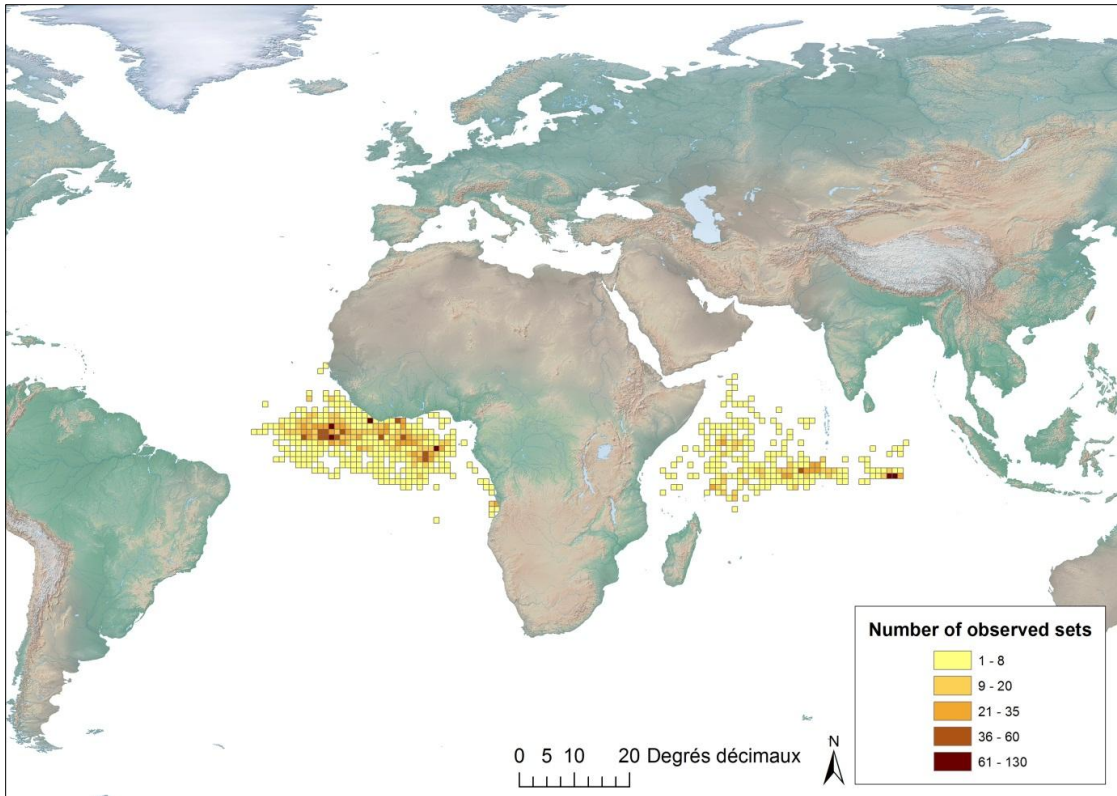 Number of observed sets
1 - 8
9 - 20
21 - 35
36 - 60
61 - 130
0 5 10 20 Degrés décimaux
N